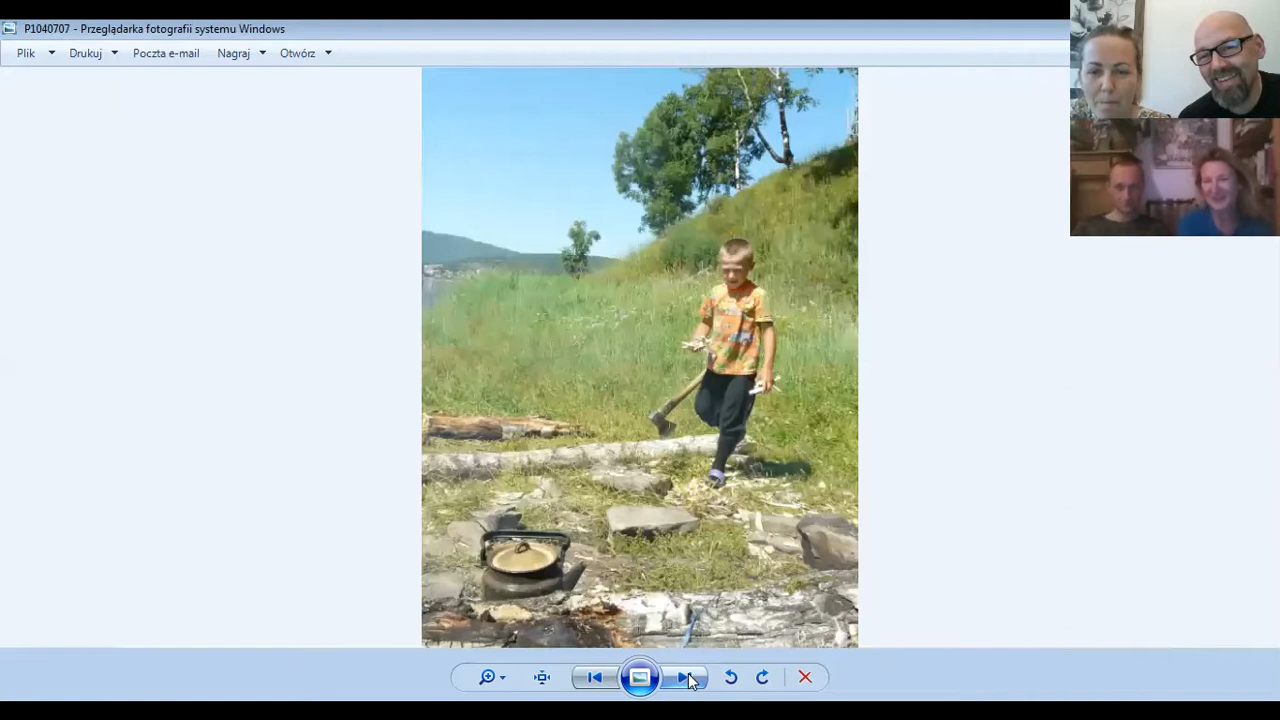 P1040707 - Przeglądarka fotografii systemu Windows
Plik Drukuj Poczta e-mail Nagraj Otwórz